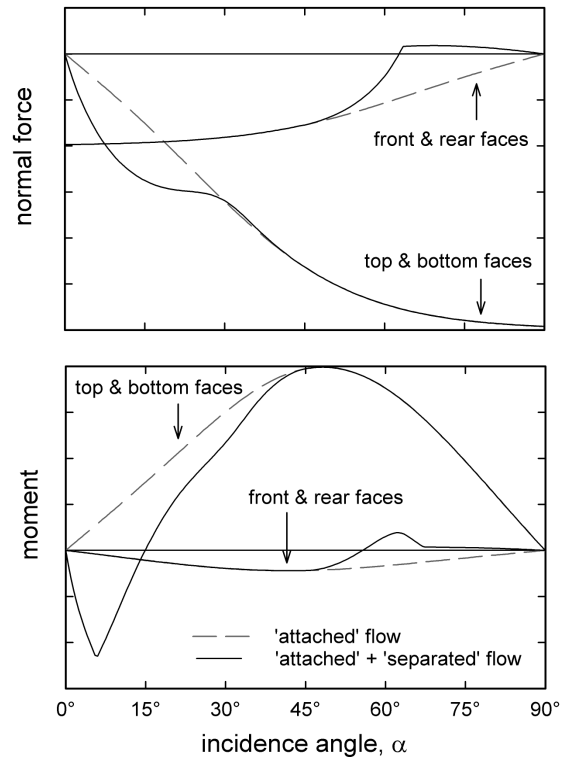 normal force
front & rear faces
top & bottom faces
top & bottom faces
front & rear faces
moment
'attached' flow
'attached' + 'separated' flow
0° 15° 30° 45° 60° 75° 90°
incidence angle, α